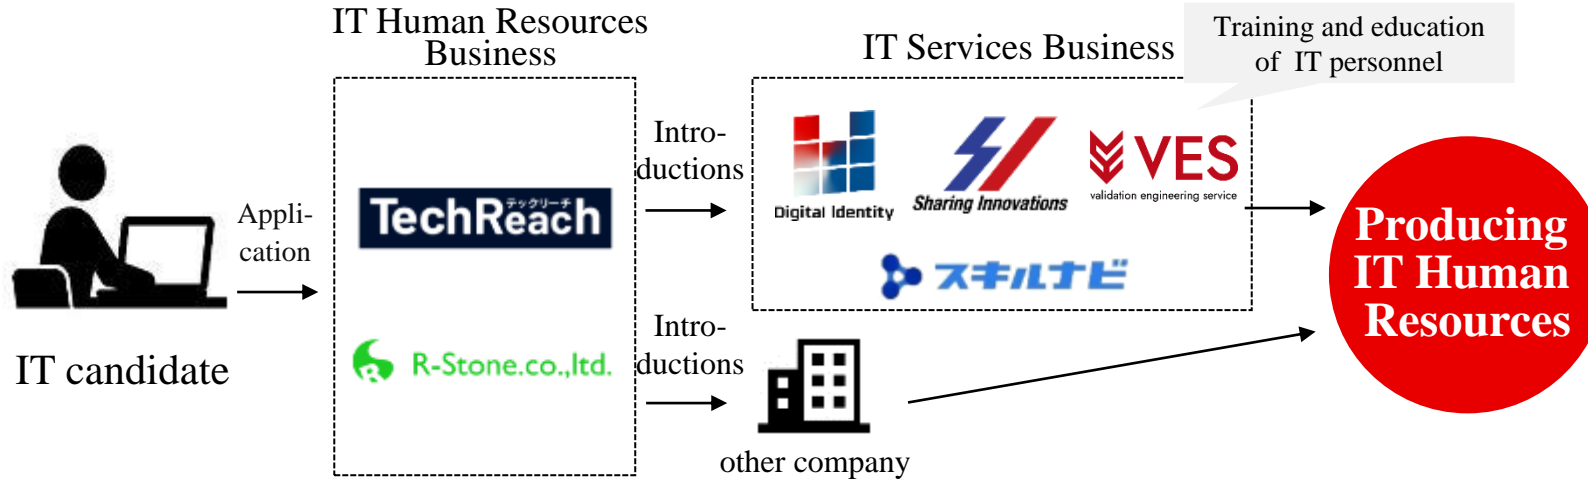 IT Human Resources
Business
IT Services Business
Training and education
of IT personnel
Appli-
cation
IT candidate
テックリーチ
TechReach
R-Stone.co.,ltd.
Intro-
ductions
Intro-
ductions
Digital Identity
Sharing Innovations
VES
validation engineering service
スキルナビ
other company
Producing
IT Human
Resources